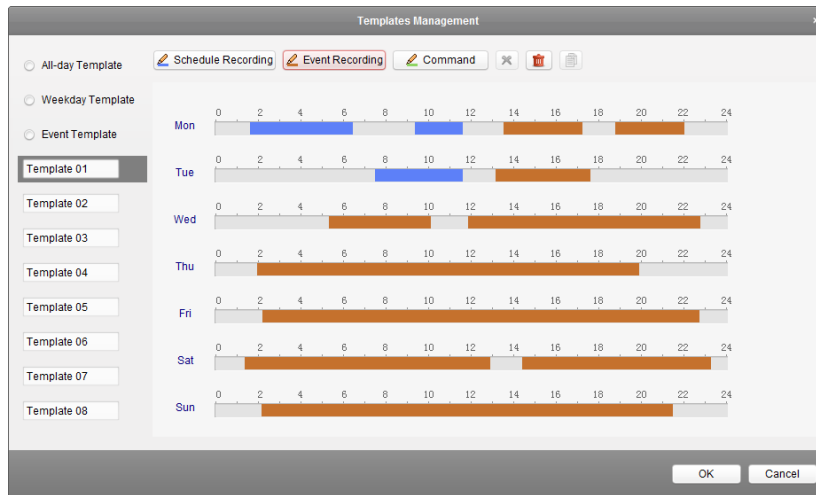 Templates Management
All-day Template
Schedule Recording Event Recording Command
Weekday Template
Event Template
Template 01
Template 02
Template 03
Template 04
Template 05
Template 06
Template 07
Template 08
0 2 4 6 8 10 12 14 16 18 20 22 24
Mon
0 2 4 6 8 10 12 14 16 18 20 22 24
Tue
0 2 4 6 8 10 12 14 16 18 20 22 24
Wed
0 2 4 6 8 10 12 14 16 18 20 22 24
Thu
0 2 4 6 8 10 12 14 16 18 20 22 24
Fri
0 2 4 6 8 10 12 14 16 18 20 22 24
Sat
0 2 4 6 8 10 12 14 16 18 20 22 24
Sun
OK Cancel